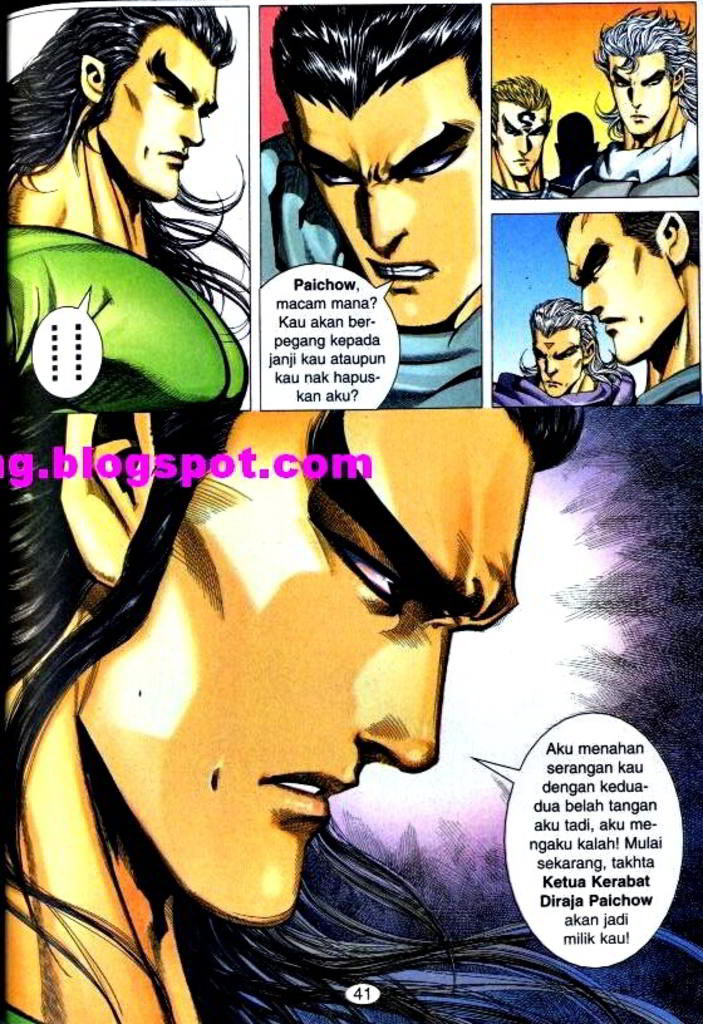 Paichow,
macam mana?
Kau akan ber-
pegang kepada
janji kau ataupun
kau nak hapus-
kan aku?
g.blogspot.com
Aku menahan
serangan kau
dengan kedua-
dua belah tangan
aku tadi, aku me-
ngaku kalah! Mulai
sekarang, takhta
Ketua Kerabat
Diraja Paichow
akan jadi
milik kau!
41